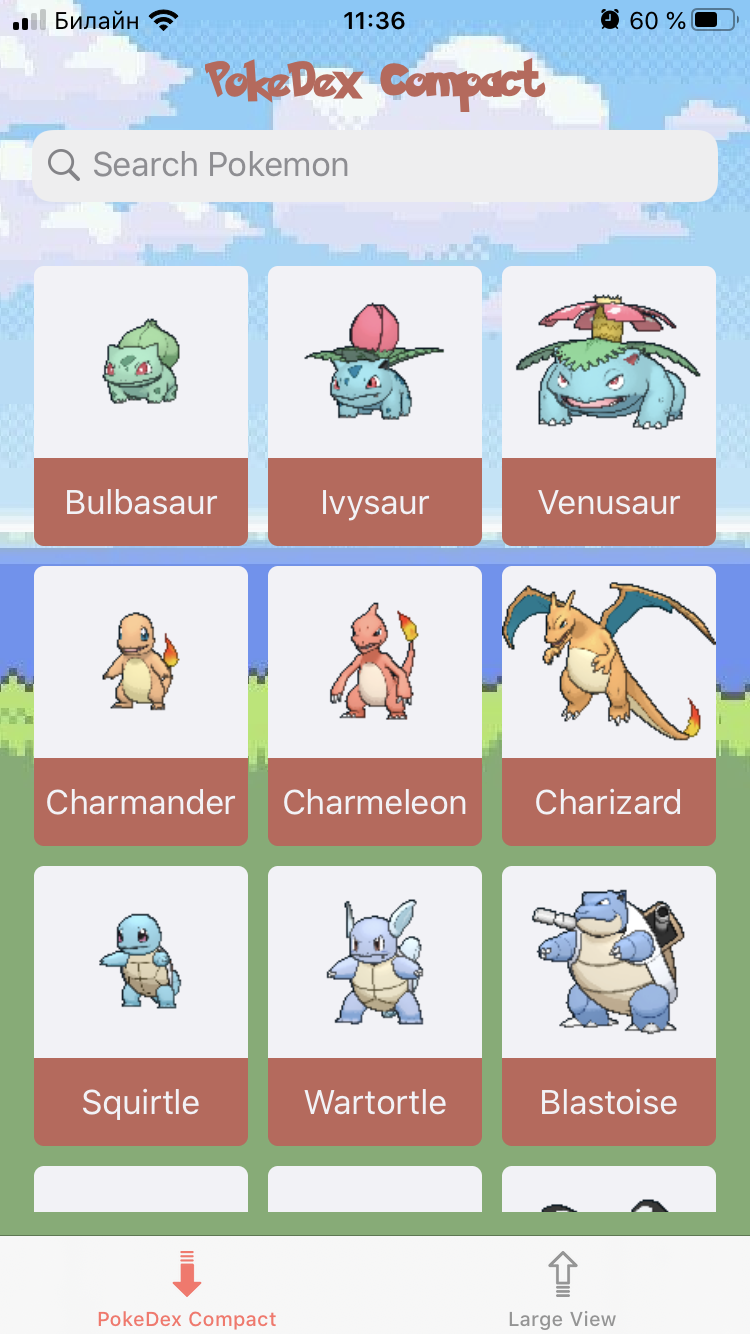 Билайн 11:36 60 %
PokeDex Compact
Search Pokemon
Bulbasaur Ivysaur Venusaur
Charmander Charmeleon Charizard
Squirtle Wartortle Blastoise
PokeDex Compact Large View